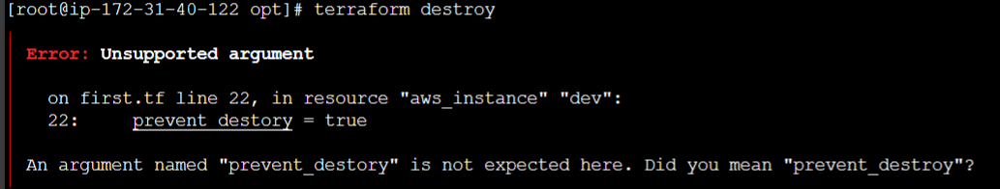 [root@ip-172-31-40-122 opt]# terraform destroy
Error: Unsupported argument
on first.tf line 22, in resource "aws_instance" "dev":
22: prevent_destory = true
An argument named "prevent_destory" is not expected here. Did you mean "prevent_destroy"?